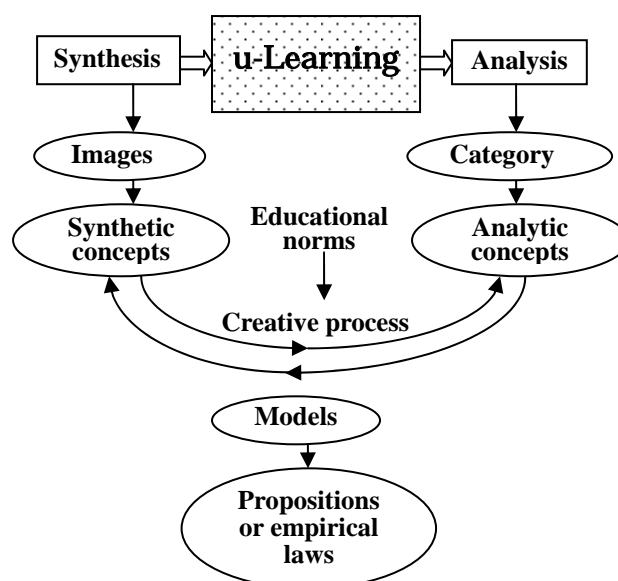 Synthesis
u-Learning
Analysis
Images
Category
Synthetic
concepts
Educational
norms
Analytic
concepts
Creative process
Models
Propositions
or empirical
laws